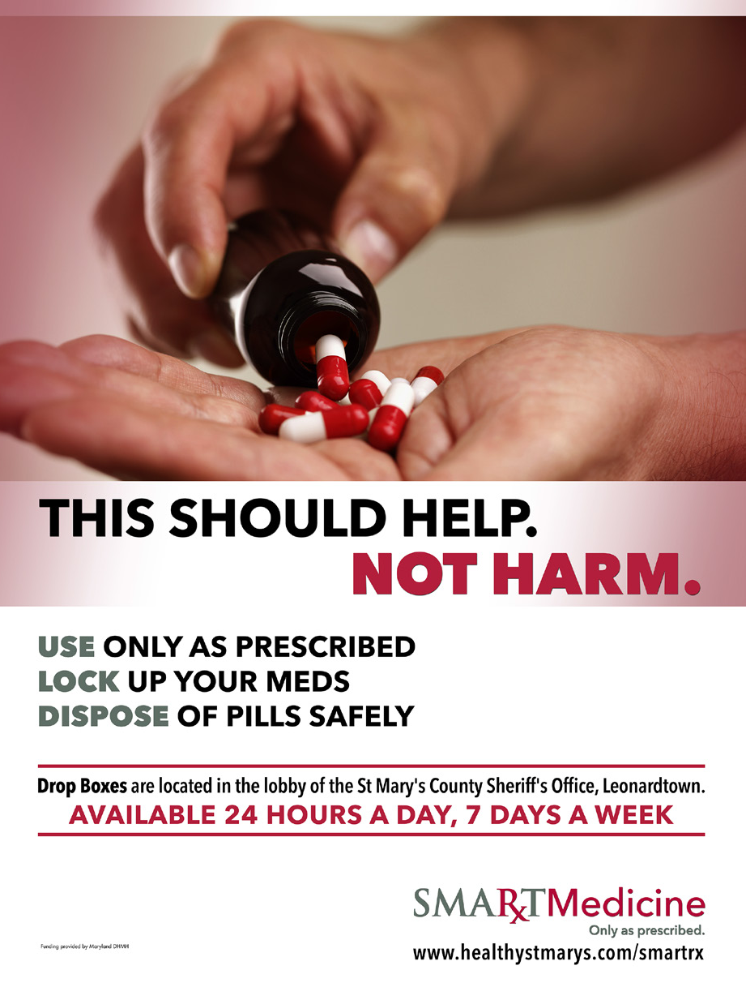 THIS SHOULD HELP.
NOT HARM.
USE ONLY AS PRESCRIBED
LOCK UP YOUR MEDS
DISPOSE OF PILLS SAFELY
Drop Boxes are located in the lobby of the St Mary's County Sheriff's Office, Leonardtown.
AVAILABLE 24 HOURS A DAY, 7 DAYS A WEEK
SMARxT Medicine
Only as prescribed.
Funding provided by Maryland DHMH
www.healthystmarys.com/smartrx